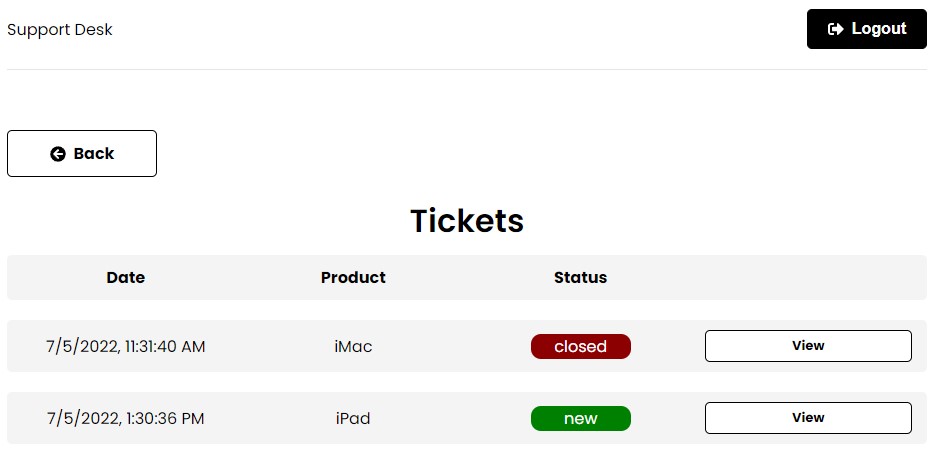 Support Desk
Logout
Back
Tickets
Date Product Status
7/5/2022, 11:31:40 AM iMac closed View
7/5/2022, 1:30:36 PM iPad new View